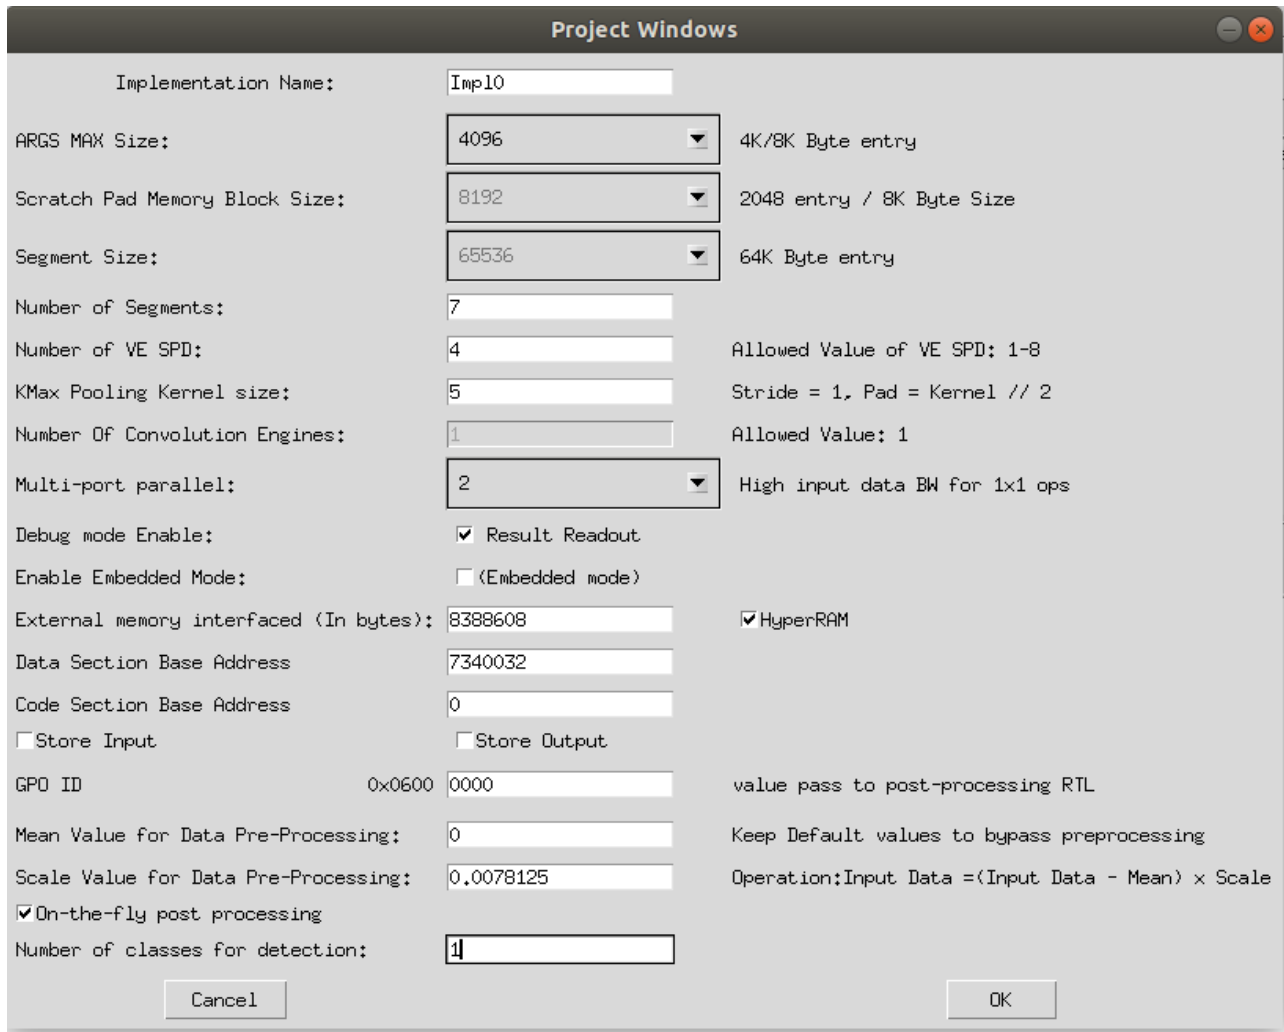 Project Windows
Implementation Name: Impl0
ARGS MAX Size: 4096 4K/8K Byte entry
Scratch Pad Memory Block Size: 8192 2048 entry / 8K Byte Size
Segment Size: 65536 64K Byte entry
Number of Segments: 7
Number of VE SPD: 4 Allowed Value of VE SPD: 1-8
KMax Pooling Kernel size: 5 Stride = 1, Pad = Kernel // 2
Number Of Convolution Engines: 1 Allowed Value: 1
Multi-port parallel: 2 High input data BW for 1x1 ops
Debug mode Enable: Result Readout
Enable Embedded Mode: (Embedded mode)
External memory interfaced (In bytes): 8388608 HyperRAM
Data Section Base Address 7340032
Code Section Base Address 0
Store Input Store Output
GPO ID 0x0600 0000 value pass to post-processing RTL
Mean Value for Data Pre-Processing: 0 Keep Default values to bypass preprocessing
Scale Value for Data Pre-Processing: 0.0078125 Operation:Input Data =(Input Data - Mean) x Scale
On-the-fly post processing
Number of classes for detection: 1
Cancel OK